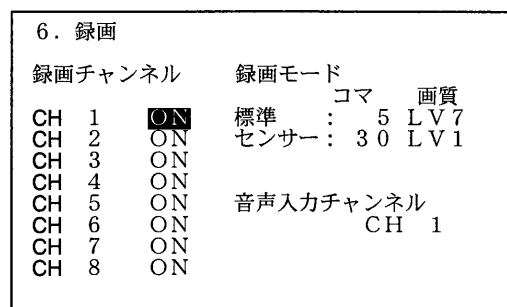 6. 録画
録画チャンネル
CH 1 ON
CH 2 ON
CH 3 ON
CH 4 ON
CH 5 ON
CH 6 ON
CH 7 ON
CH 8 ON
録画モード
コマ 画質
標準 : 5 LV7
センサー : 30 LV1
音声入力チャンネル
CH 1